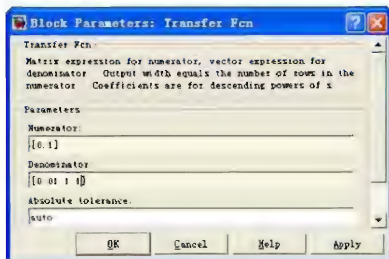 Block Parameters: Transfer Fcn
Transfer Fcn
Matrix expression for numerator, vector expression for
denominator Output width equals the number of rows in the
numerator Coefficients are for descending powers of s
Parameters
Numerator:
[0.1]
Denominator
[0 01 1 1]
Absolute tolerance.
auto
OK Cancel Help Apply